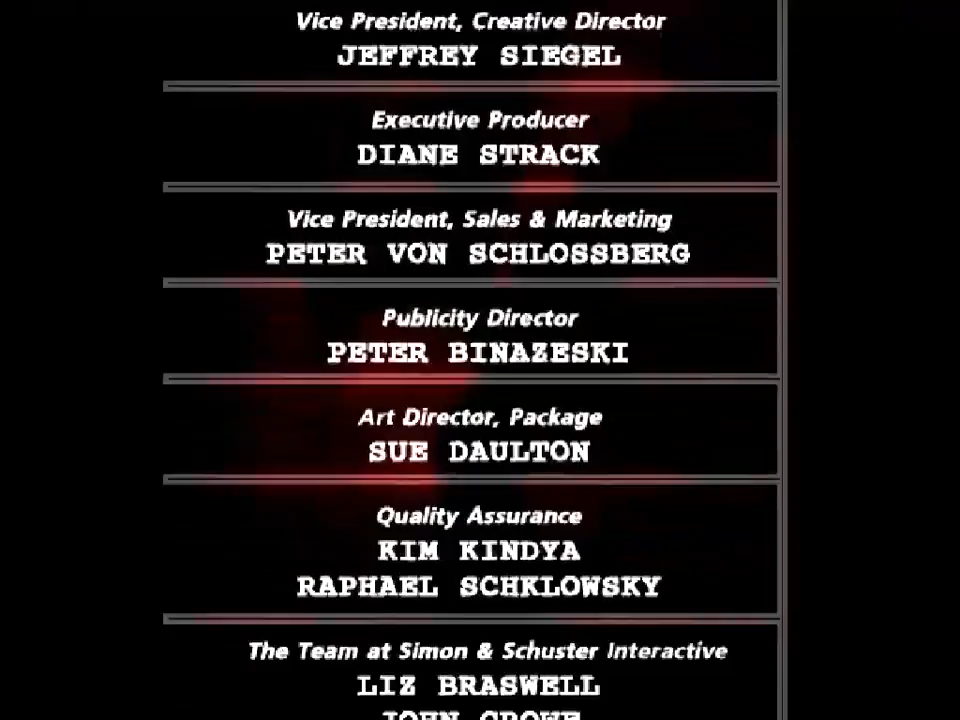 Vice President, Creative Director
JEFFREY SIEGEL
Executive Producer
DIANE STRACK
Vice President, Sales & Marketing
PETER VON SCHLOSSBERG
Publicity Director
PETER BINAZESKI
Art Director, Package
SUE DAULTON
Quality Assurance
KIM KINDYA
RAPHAEL SCHKLOWSKY
The Team at Simon & Schuster Interactive
LIZ BRASWELL
JOHN